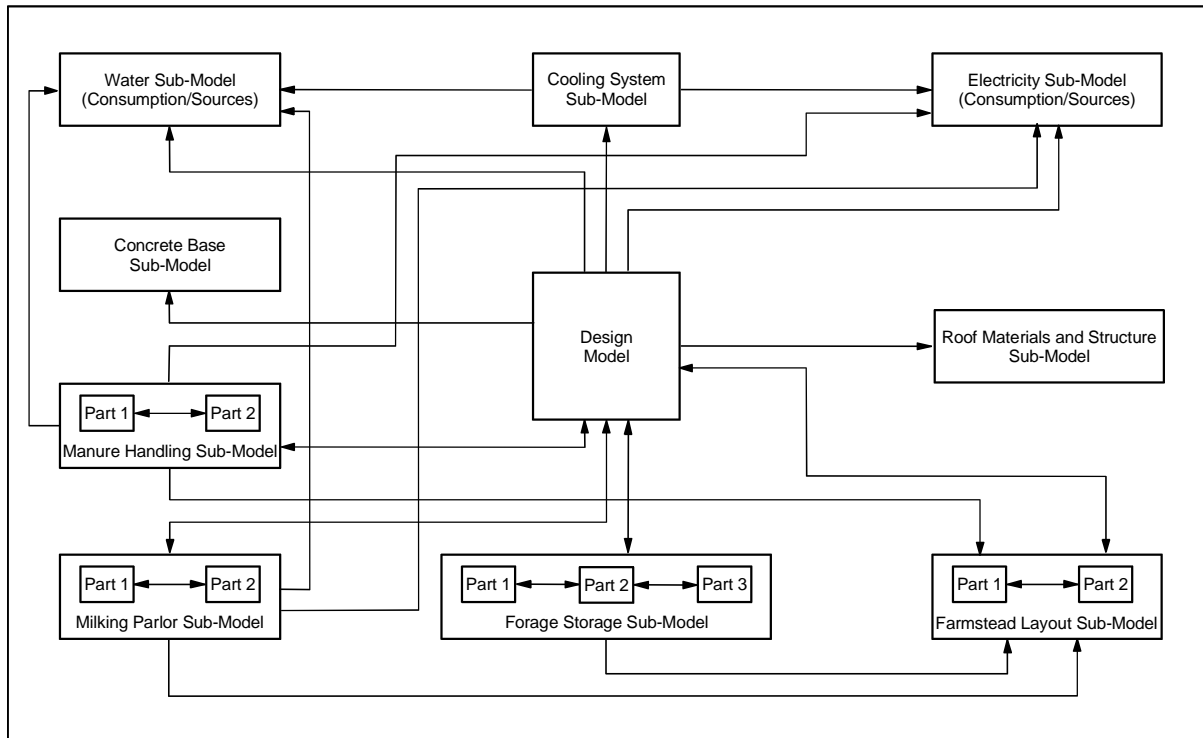 Water Sub-Model
(Consumption/Sources)
Cooling System
Sub-Model
Electricity Sub-Model
(Consumption/Sources)
Concrete Base
Sub-Model
Design
Model
Roof Materials and Structure
Sub-Model
Part 1
Part 2
Manure Handling Sub-Model
Part 1
Part 2
Milking Parlor Sub-Model
Part 1
Part 2
Part 3
Forage Storage Sub-Model
Part 1
Part 2
Farmstead Layout Sub-Model